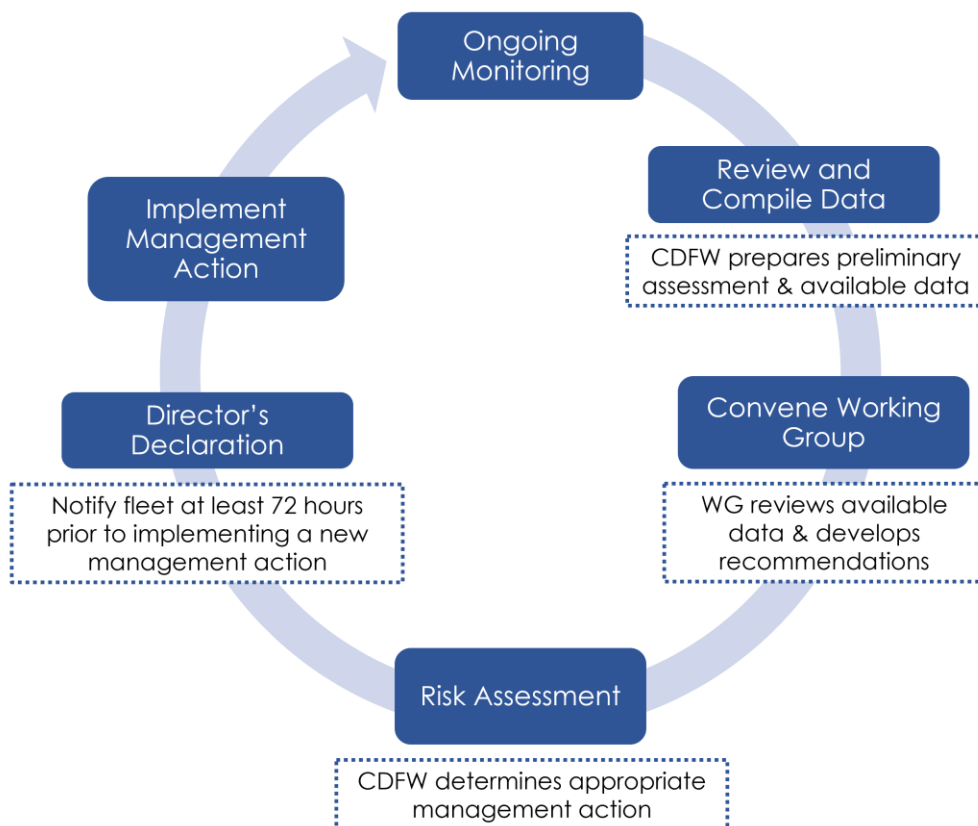 Ongoing
Monitoring
Review and
Compile Data
CDFW prepares preliminary
assessment & available data
Convene Working
Group
WG reviews available
data & develops
recommendations
Risk Assessment
CDFW determines appropriate
management action
Director’s
Declaration
Notify fleet at least 72 hours
prior to implementing a new
management action
Implement
Management
Action